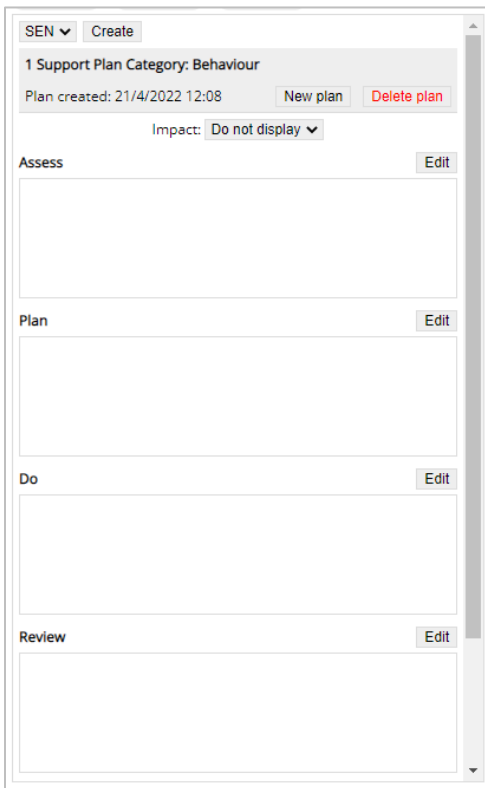 SEN Create
1 Support Plan Category: Behaviour
Plan created: 21/4/2022 12:08 New plan Delete plan
Impact: Do not display
Assess Edit
Plan Edit
Do Edit
Review Edit